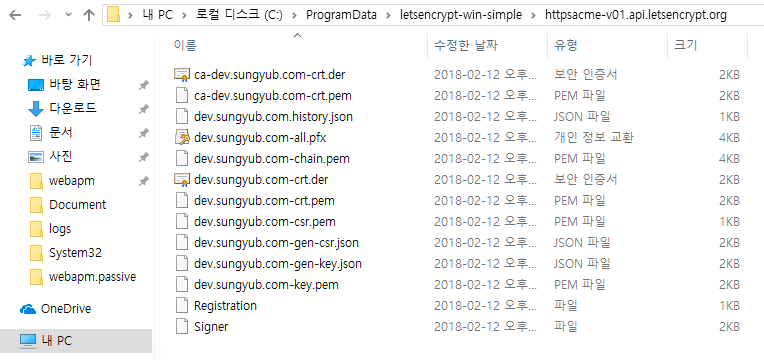 내 PC > 로컬 디스크 (C:) > ProgramData > letsencrypt-win-simple > httpsacme-v01.api.letsencrypt.org
이름 수정한 날짜 유형 크기
바로 가기
바탕 화면
다운로드
문서
사진
webapm
Document
logs
System32
webapm.passive
OneDrive
내 PC
ca-dev.sungyub.com-crt.der 2018-02-12 오후... 보안 인증서 2KB
ca-dev.sungyub.com-crt.pem 2018-02-12 오후... PEM 파일 2KB
dev.sungyub.com.history.json 2018-02-12 오후... JSON 파일 1KB
dev.sungyub.com-all.pfx 2018-02-12 오후... 개인 정보 교환 4KB
dev.sungyub.com-chain.pem 2018-02-12 오후... PEM 파일 4KB
dev.sungyub.com-crt.der 2018-02-12 오후... 보안 인증서 2KB
dev.sungyub.com-crt.pem 2018-02-12 오후... PEM 파일 2KB
dev.sungyub.com-csr.pem 2018-02-12 오후... PEM 파일 1KB
dev.sungyub.com-gen-csr.json 2018-02-12 오후... JSON 파일 2KB
dev.sungyub.com-gen-key.json 2018-02-12 오후... JSON 파일 2KB
dev.sungyub.com-key.pem 2018-02-12 오후... PEM 파일 2KB
Registration 2018-02-12 오후... 파일 1KB
Signer 2018-02-12 오후... 파일 2KB